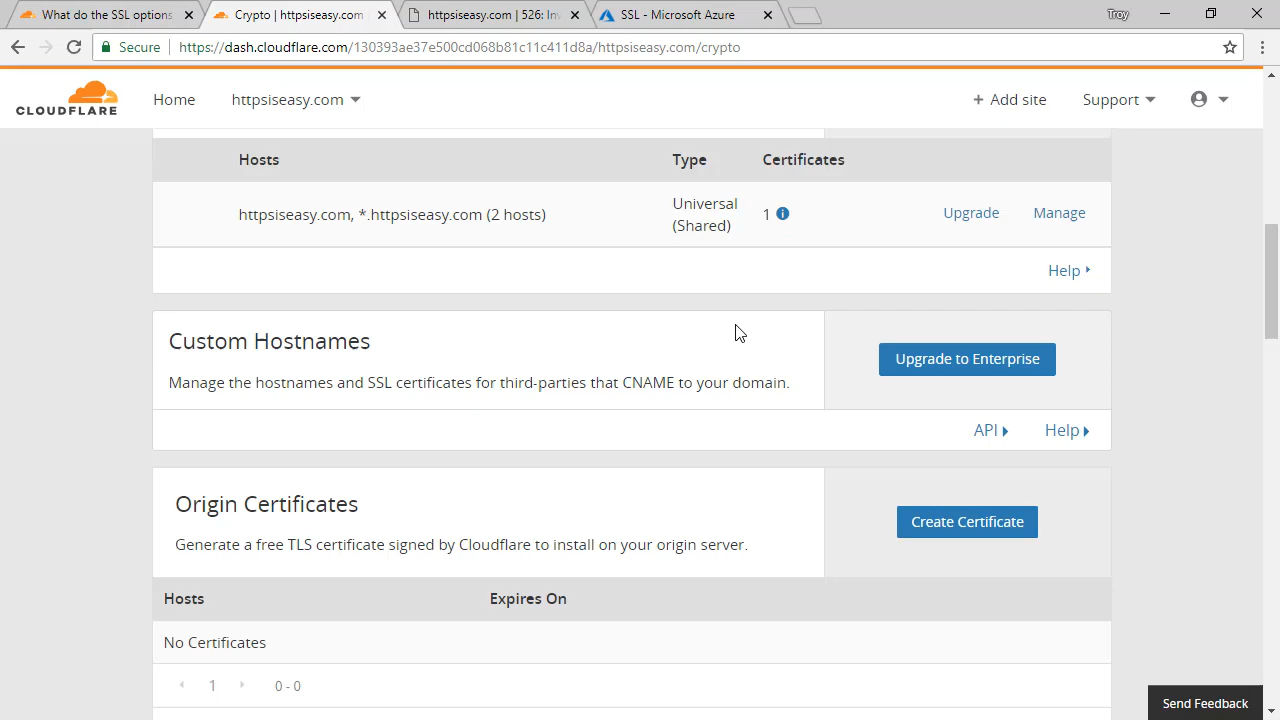 What do the SSL options
Crypto | httpsiseasy.com
httpsiseasy.com | 526: In
SSL - Microsoft Azure
Troy
Secure
https://dash.cloudflare.com/130393ae37e500cd068b81c11c411d8a/httpsiseasy.com/crypto
CLOUDFLARE
Home
httpsiseasy.com
+ Add site
Support
Hosts
Type
Certificates
httpsiseasy.com, *.httpsiseasy.com (2 hosts)
Universal
(Shared)
1
Upgrade
Manage
Help
Custom Hostnames
Manage the hostnames and SSL certificates for third-parties that CNAME to your domain.
Upgrade to Enterprise
API
Help
Origin Certificates
Generate a free TLS certificate signed by Cloudflare to install on your origin server.
Create Certificate
Hosts
Expires On
No Certificates
1
0 - 0
Send Feedback